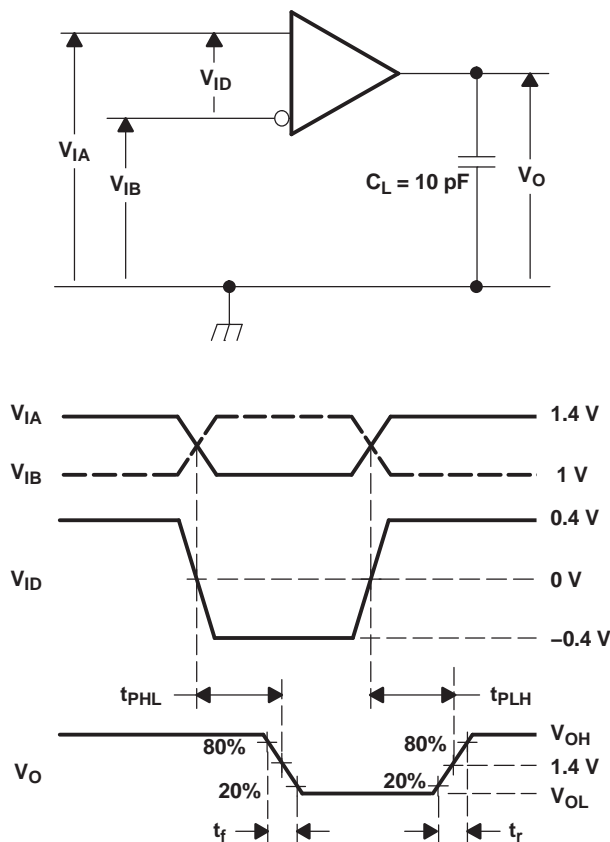 V_ID
V_IA
V_IB
C_L = 10 pF
V_O
V_IA
1.4 V
V_IB
1 V
0.4 V
V_ID
0 V
–0.4 V
t_PHL
t_PLH
V_O
80%
80%
V_OH
1.4 V
20%
20%
V_OL
t_f
t_r